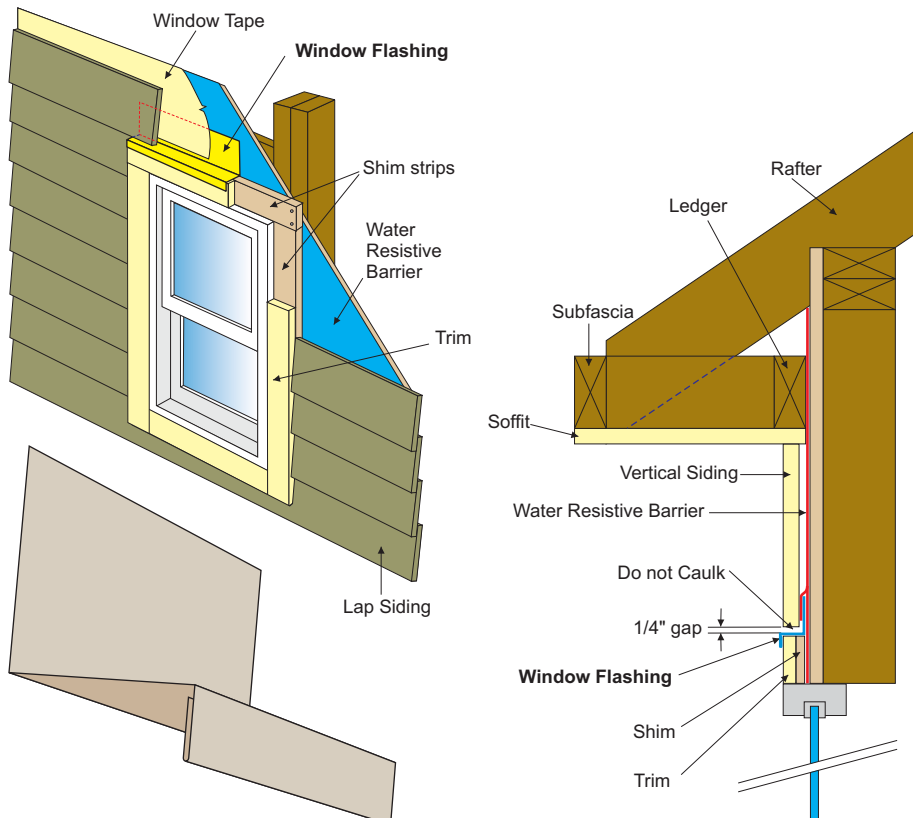 Window Tape
Window Flashing
Shim strips
Water
Resistive
Barrier
Trim
Lap Siding
Rafter
Ledger
Subfascia
Soffit
Vertical Siding
Water Resistive Barrier
Do not Caulk
1/4" gap
Window Flashing
Shim
Trim